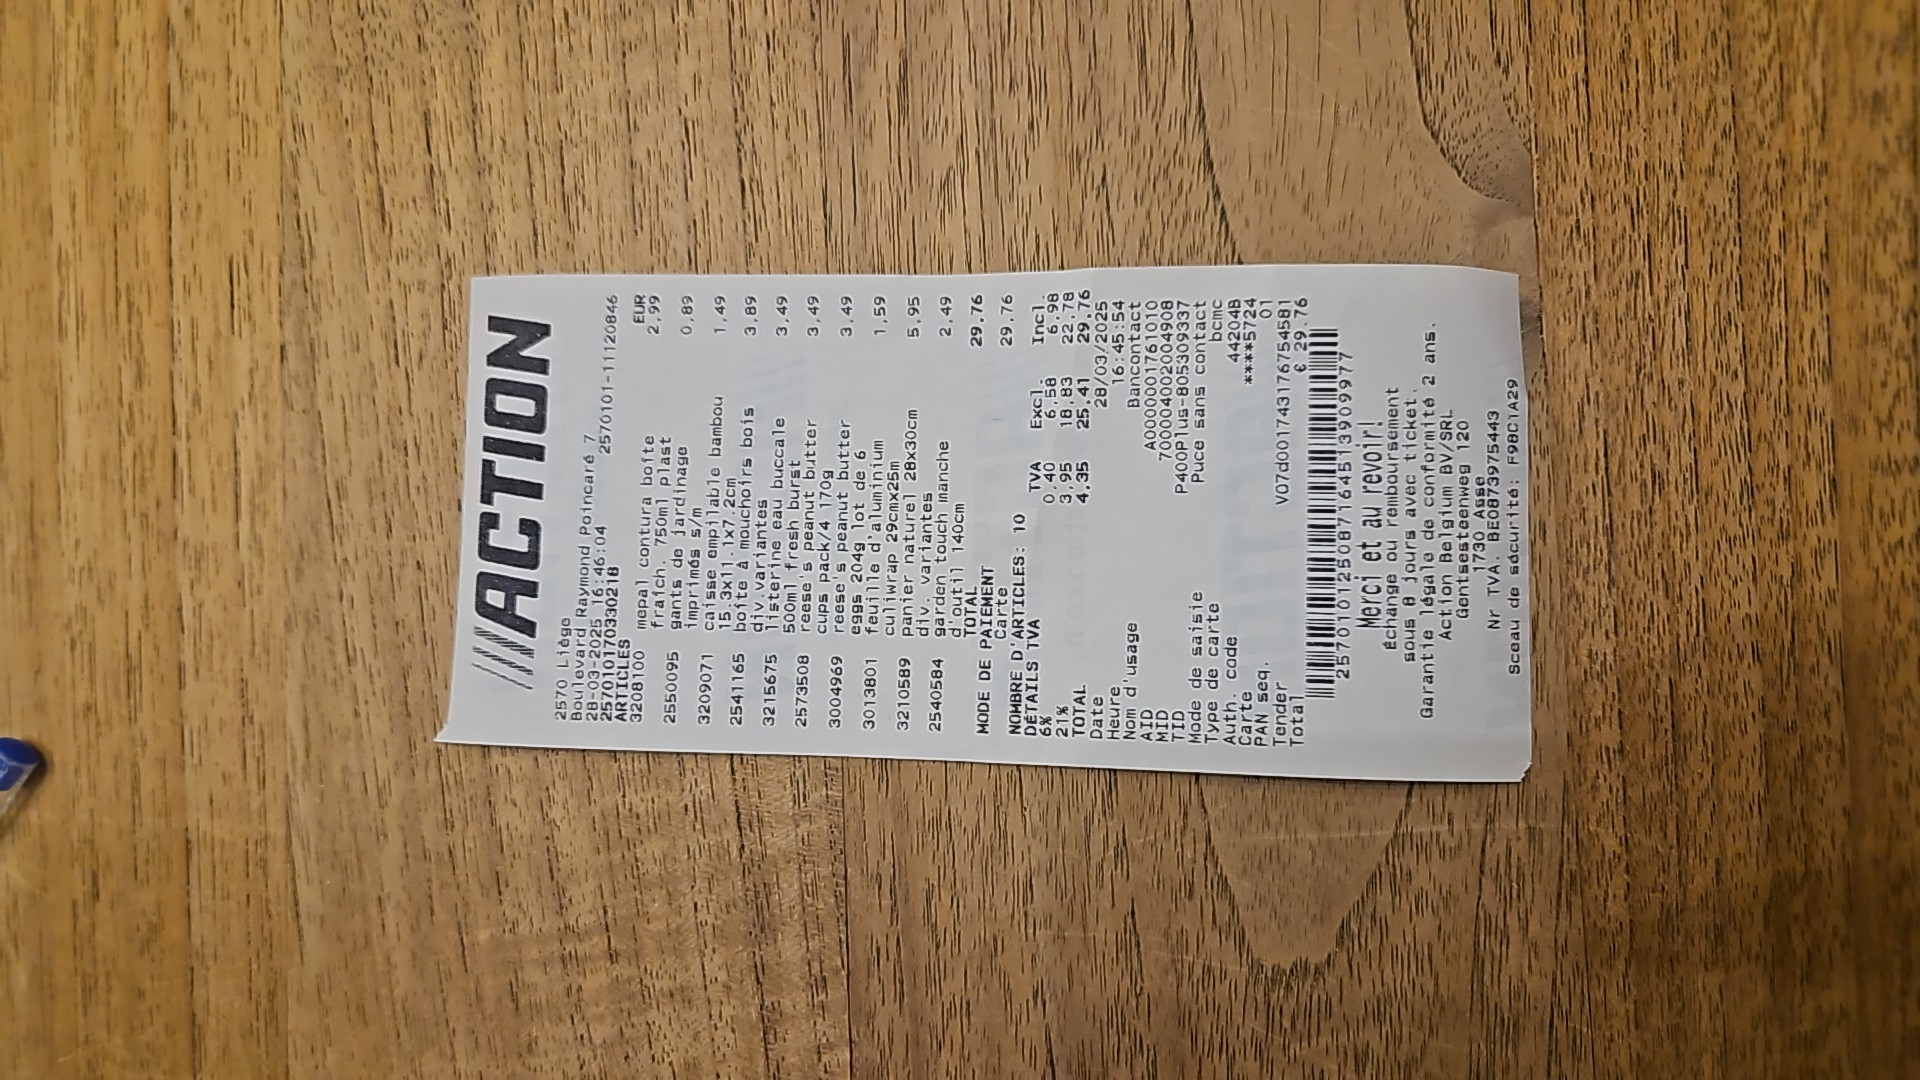 ///ACTION
2570 Liége
Boulevard Raymond Poincaré 7
28-03-2025 16:46:04 2570101-11120846
257010170330218
ARTICLES EUR
3208100 mepal contura boîte 2,99
fraîch. 750ml plast
2550095 gants de jardinage 0,89
imprimés s/m
3209071 caisse empilable bambou 1,49
15.3x11.1x7.2cm
2541165 boîte à mouchoirs bois 3,89
div.variantes
3215675 listerine eau buccale 3,49
500ml fresh burst
2573508 reese's peanut butter 3,49
cups pack/4 170g
3004969 reese's peanut butter 3,49
eggs 204g lot de 6
3013801 feuille d'aluminium 1,59
culiwrap 29cmx25m
3210589 panier naturel 28x30cm 5,95
div. variantes
2540584 garden touch manche 2,49
d'outil 140cm
TOTAL 29,76
MODE DE PAIEMENT
Carte 29,76
NOMBRE D'ARTICLES: 10
DÉTAILS TVA TVA Excl. Incl.
6% 0,40 6,58 6,98
21% 3,95 18,83 22,78
TOTAL 4,35 25,41 29,76
Date 28/03/2025
Heure 16:45:54
Nom d'usage Bancontact
AID A0000001761010
MID 700004002004908
TID P400Plus-805309337
Mode de saisie Puce sans contact
Type de carte bcmc
Auth. code 442048
Carte ****5724
PAN seq. 01
Tender V07d001743176754581
Total € 29.76
2570101250871645139099​77
Merci et au revoir!
Échange ou remboursement
sous 8 jours avec ticket.
Garantie légale de conformité 2 ans.
Action Belgium BV/SRL
Gentsesteenweg 120
1730 Asse
Nr TVA. BE0873975443
Sceau de sécurité: F98C1A29